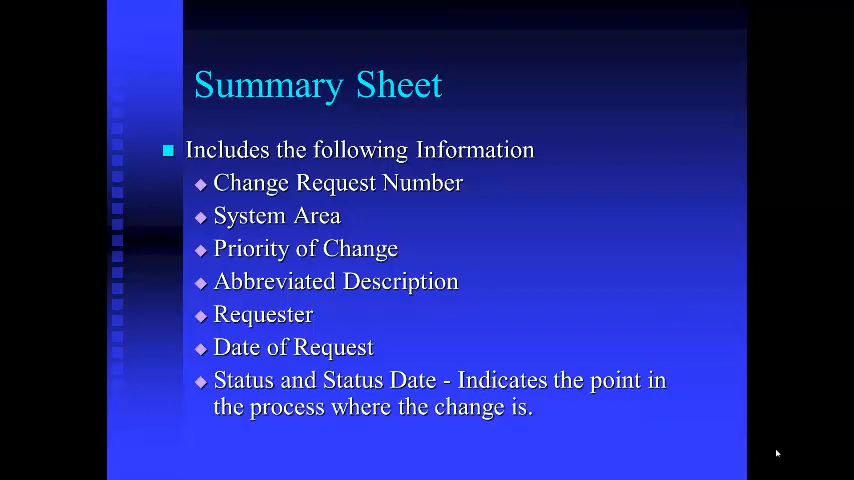 Summary Sheet
Includes the following Information
Change Request Number
System Area
Priority of Change
Abbreviated Description
Requester
Date of Request
Status and Status Date - Indicates the point in
the process where the change is.